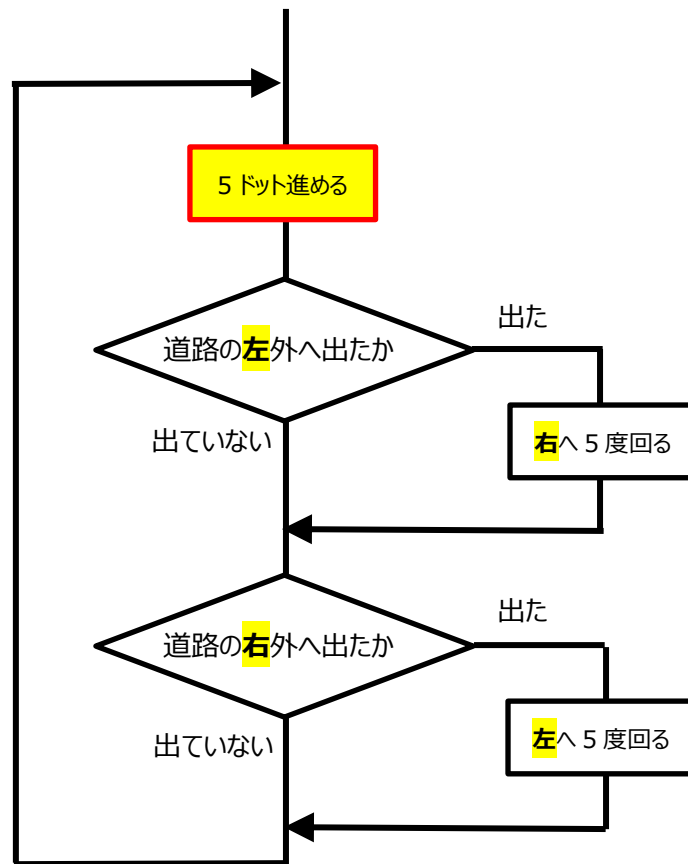 5 ドット進める
道路の左外へ出たか
出た
出ていない
右へ 5 度回る
道路の右外へ出たか
出た
出ていない
左へ 5 度回る